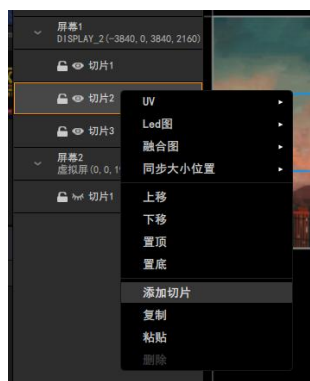 屏幕1
DISPLAY_2(-3840, 0, 3840, 2160)
切片1
切片2
切片3
屏幕2
虚拟屏(0, 0, 1
切片1
UV
Led图
融合图
同步大小位置
上移
下移
置顶
置底
添加切片
复制
粘贴
删除